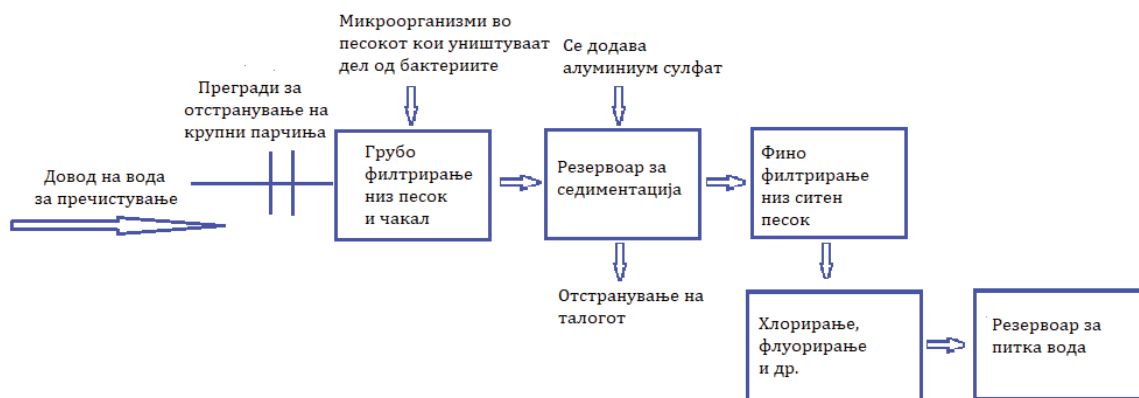 Микроорганизми во
песокот кои уништуваат
дел од бактериите
Се додава
алуминиум сулфат
Прегради за
отстранување на
крупни парчиња
Довод на вода
за пречистување
Грубо
филтрирање
низ песок
и чакал
Резервоар за
седиментација
Фино
филтрирање
низ ситен
песок
Отстранување на
талогот
Хлорирање,
флуорирање
и др.
Резервоар за
питка вода